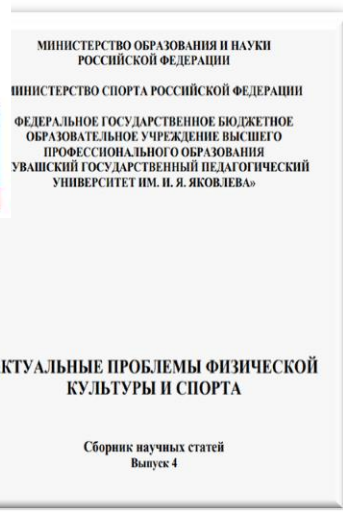 МИНИСТЕРСТВО ОБРАЗОВАНИЯ И НАУКИ
РОССИЙСКОЙ ФЕДЕРАЦИИ
ИНИСТЕРСТВО СПОРТА РОССИЙСКОЙ ФЕДЕРАЦИИ
ФЕДЕРАЛЬНОЕ ГОСУДАРСТВЕННОЕ БЮДЖЕТНОЕ
ОБРАЗОВАТЕЛЬНОЕ УЧРЕЖДЕНИЕ ВЫСШЕГО
ПРОФЕССИОНАЛЬНОГО ОБРАЗОВАНИЯ
УВАШСКИЙ ГОСУДАРСТВЕННЫЙ ПЕДАГОГИЧЕСКИЙ
УНИВЕРСИТЕТ ИМ. И. Я. ЯКОВЛЕВА»
КТУАЛЬНЫЕ ПРОБЛЕМЫ ФИЗИЧЕСКОЙ
КУЛЬТУРЫ И СПОРТА
Сборник научных статей
Выпуск 4